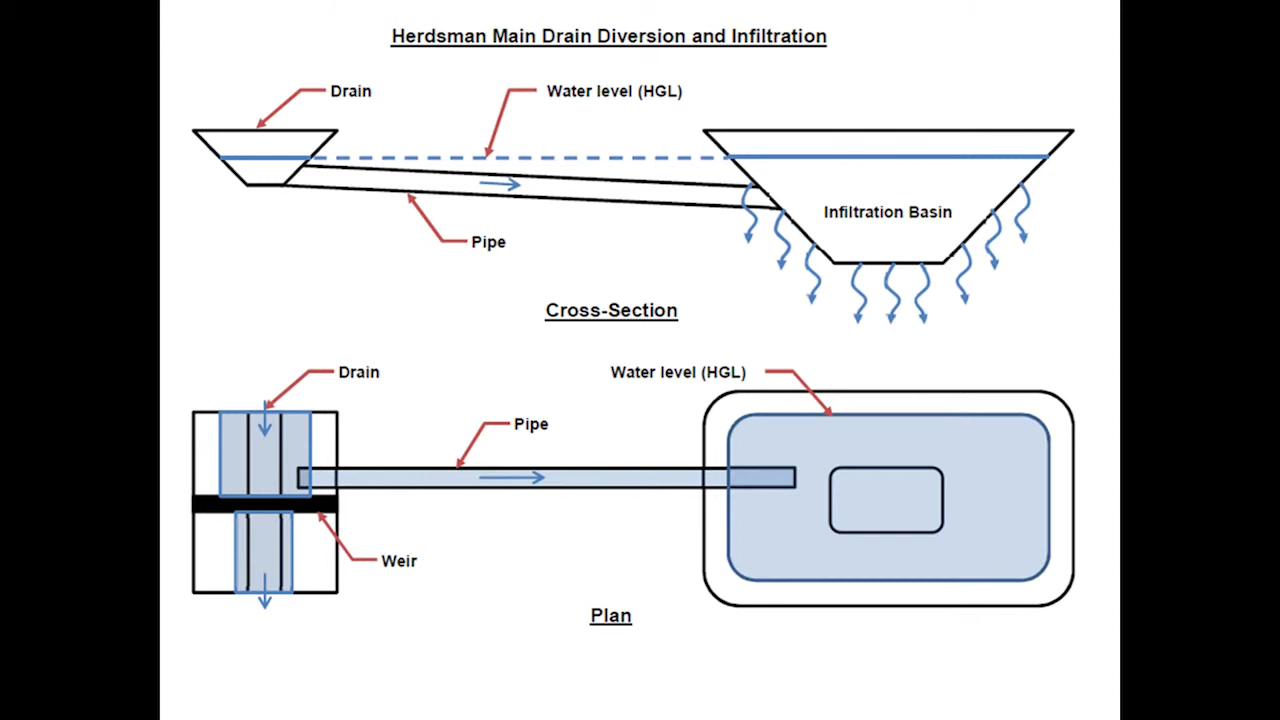 Herdsman Main Drain Diversion and Infiltration
Drain
Water level (HGL)
Infiltration Basin
Pipe
Cross-Section
Drain
Water level (HGL)
Pipe
Weir
Plan